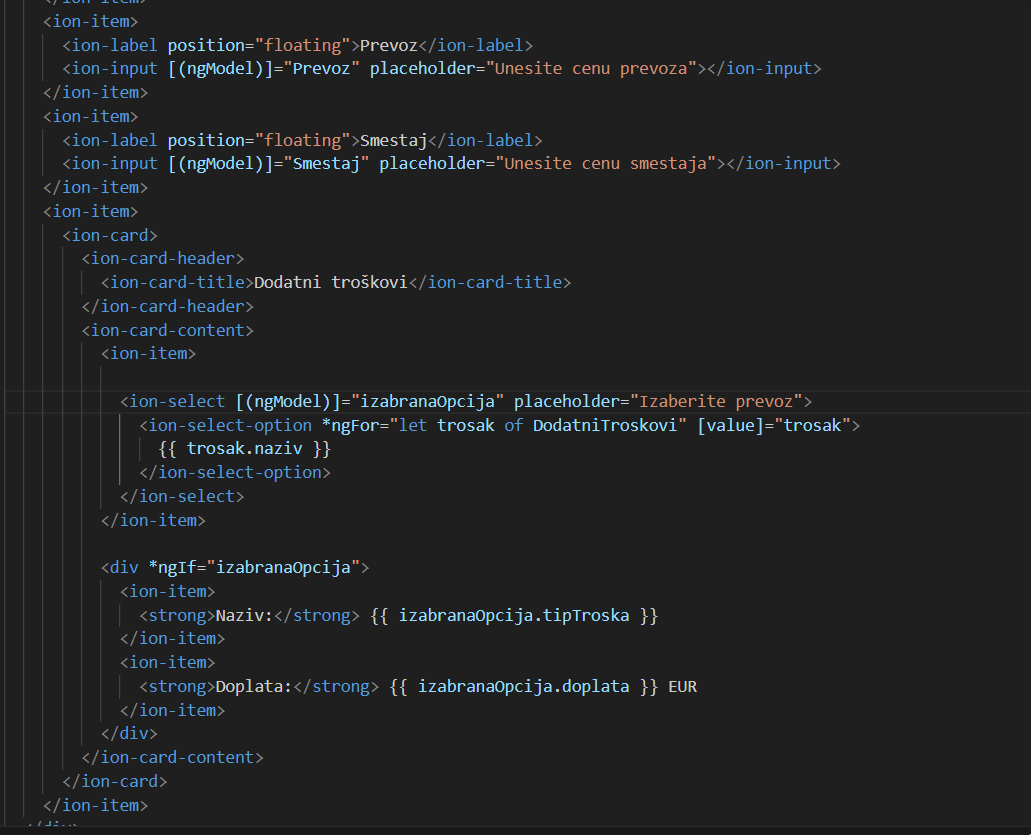 </ion-item>
<ion-item>
<ion-label position="floating">Prevoz</ion-label>
<ion-input [(ngModel)]="Prevoz" placeholder="Unesite cenu prevoza"></ion-input>
</ion-item>
<ion-item>
<ion-label position="floating">Smestaj</ion-label>
<ion-input [(ngModel)]="Smestaj" placeholder="Unesite cenu smestaja"></ion-input>
</ion-item>
<ion-item>
<ion-card>
<ion-card-header>
<ion-card-title>Dodatni troškovi</ion-card-title>
</ion-card-header>
<ion-card-content>
<ion-item>
<ion-select [(ngModel)]="izabranaOpcija" placeholder="Izaberite prevoz">
<ion-select-option *ngFor="let trosak of DodatniTroskovi" [value]="trosak">
{{ trosak.naziv }}
</ion-select-option>
</ion-select>
</ion-item>
<div *ngIf="izabranaOpcija">
<ion-item>
<strong>Naziv:</strong> {{ izabranaOpcija.tipTroska }}
</ion-item>
<ion-item>
<strong>Doplata:</strong> {{ izabranaOpcija.doplata }} EUR
</ion-item>
</div>
</ion-card-content>
</ion-card>
</ion-item>
</div>